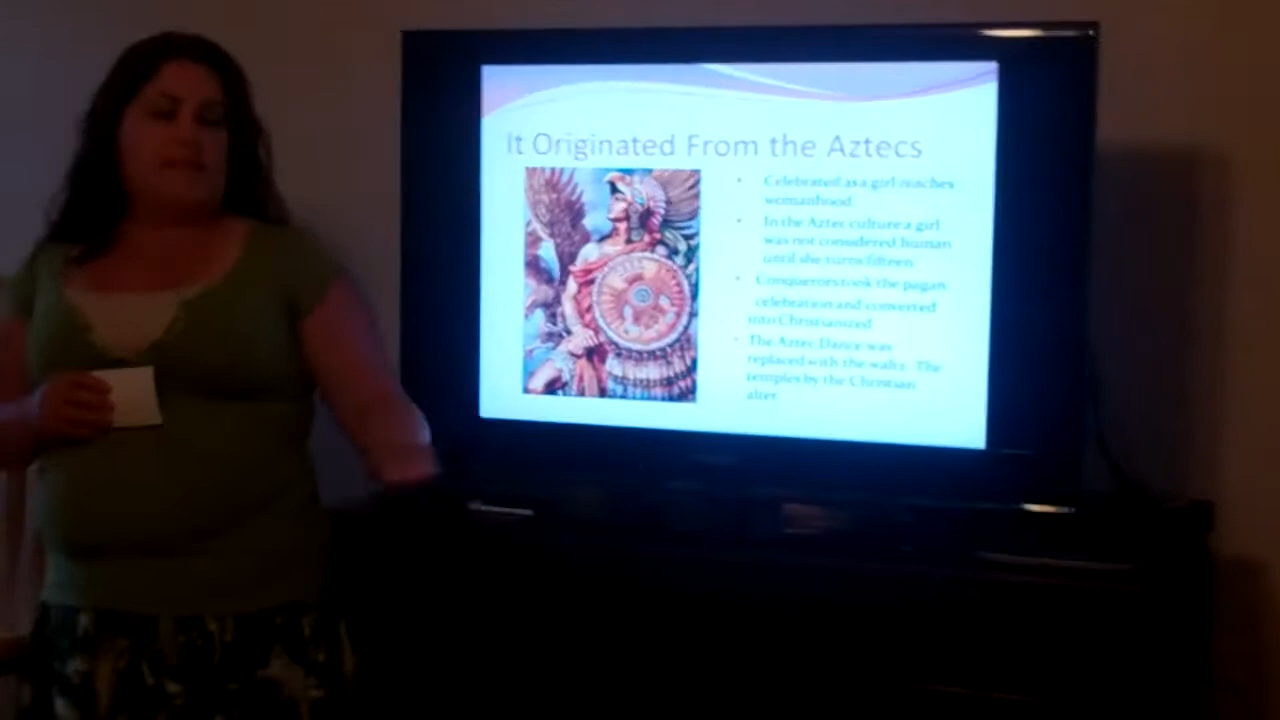 It Originated From the Aztecs
• Celebrated as a girl reaches
womanhood.
• In the Aztec culture a girl
was not considered human
until she turns fifteen.
• Conquerors took the pagan
celebration and converted
into Christianized.
• The Aztec Dance was
replaced with the waltz. The
temples by the Christian
alter.